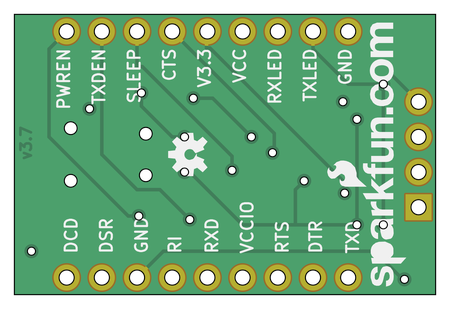 PWREN TXDEN SLEEP CTS V3.3 VCC RXLED TXLED GND
v3.7
sparkfun.com
DCD DSR GND RI RXD VCCIO RTS DTR TXD